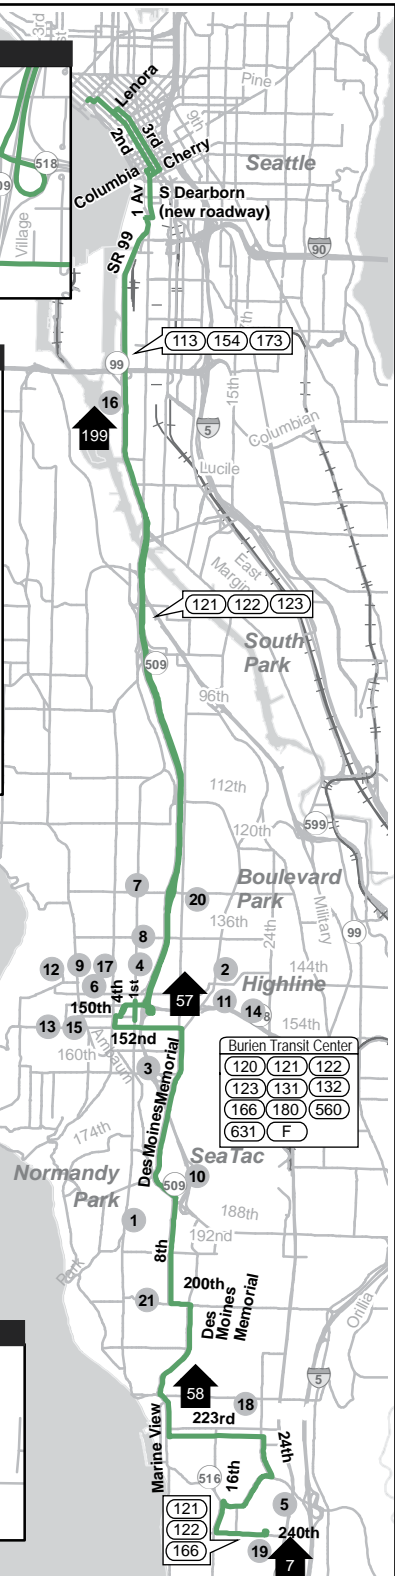 3rd
Pine
Lenora
9th
3rd
2nd
Cherry
Columbia
Seattle
518
S Dearborn
(new roadway)
1 Av
Village
SR 99
90
113 154 173
99
16
15th
199
5
Columbian
Lucile
East
121 122 123
South
Park
509
96th
112th
599
120th
7
Boulevard
Park
20
Military
136th
24th
99
8
12 9 17 4
2
144th
6
4th
1st
57
Highline
150th
11
14
154th
13 15
152nd
160th
3
Des Moines Memorial
Burien Transit Center
120 121 122
123 131 132
166 180 560
631 F
174th
SeaTac
Normandy
Park
10
509
1
188th
192nd
8th
200th
21
Des
Moines
Memorial
Orilia
5
58
18
223rd
Marine View
24th
516
16th
5
121
122
166
240th
19
7